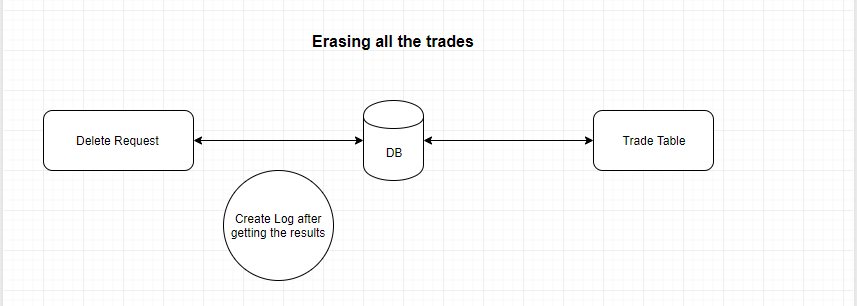 Erasing all the trades
Delete Request
DB
Trade Table
Create Log after
getting the results